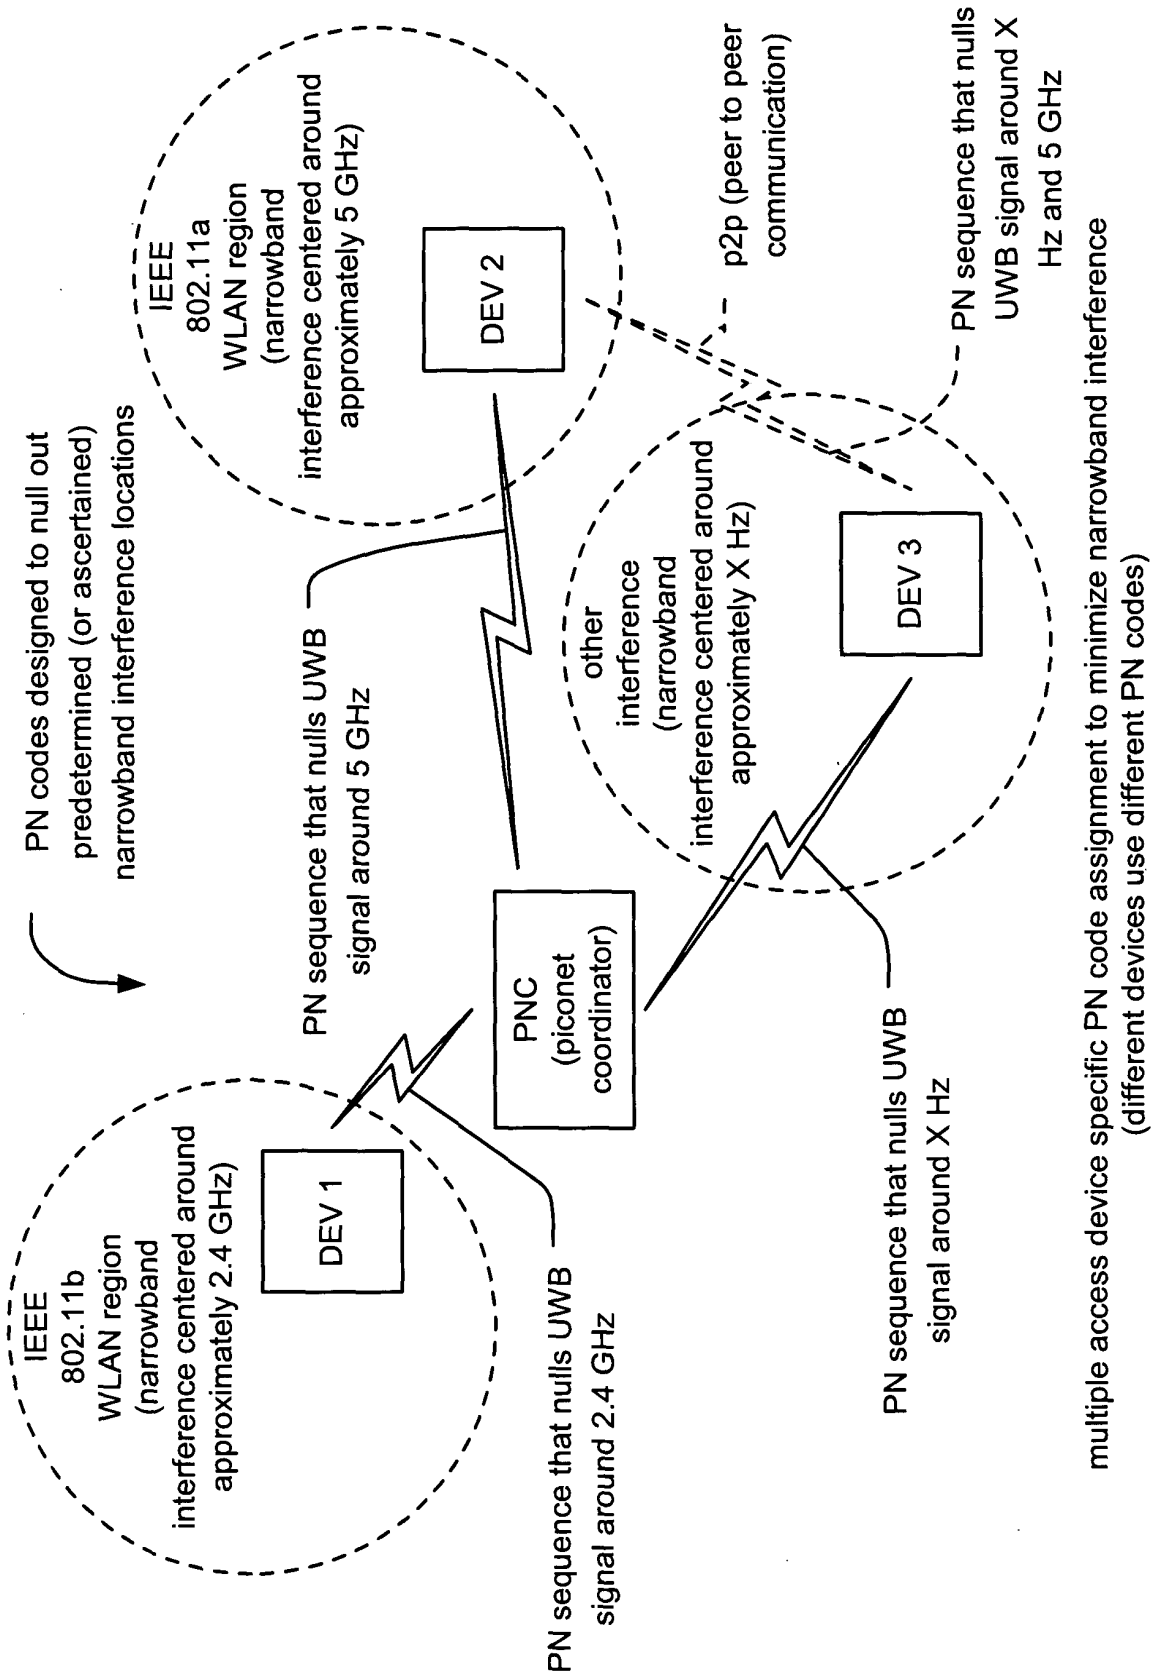 PN codes designed to null out
predetermined (or ascertained)
narrowband interference locations
IEEE
802.11b
WLAN region
(narrowband
interference centered around
approximately 2.4 GHz)
DEV 1
PN sequence that nulls UWB
signal around 5 GHz
IEEE
802.11a
WLAN region
(narrowband
interference centered around
approximately 5 GHz)
DEV 2
PNC
(piconet
coordinator)
PN sequence that nulls UWB
signal around 2.4 GHz
other
interference
(narrowband
interference centered around
approximately X Hz)
DEV 3
p2p (peer to peer
communication)
PN sequence that nulls UWB
signal around X Hz
PN sequence that nulls
UWB signal around X
Hz and 5 GHz
multiple access device specific PN code assignment to minimize narrowband interference
(different devices use different PN codes)